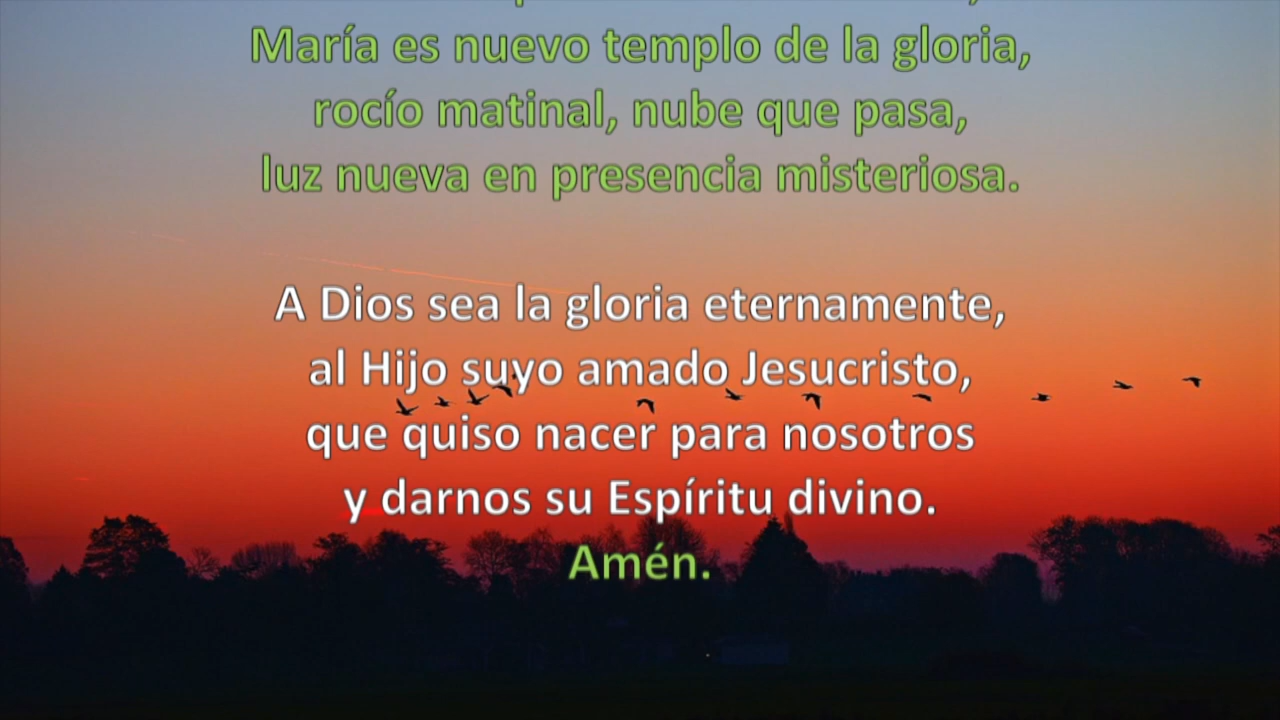 María es nuevo templo de la gloria,
rocío matinal, nube que pasa,
luz nueva en presencia misteriosa.
A Dios sea la gloria eternamente,
al Hijo suyo amado Jesucristo,
que quiso nacer para nosotros
y darnos su Espíritu divino.
Amén.